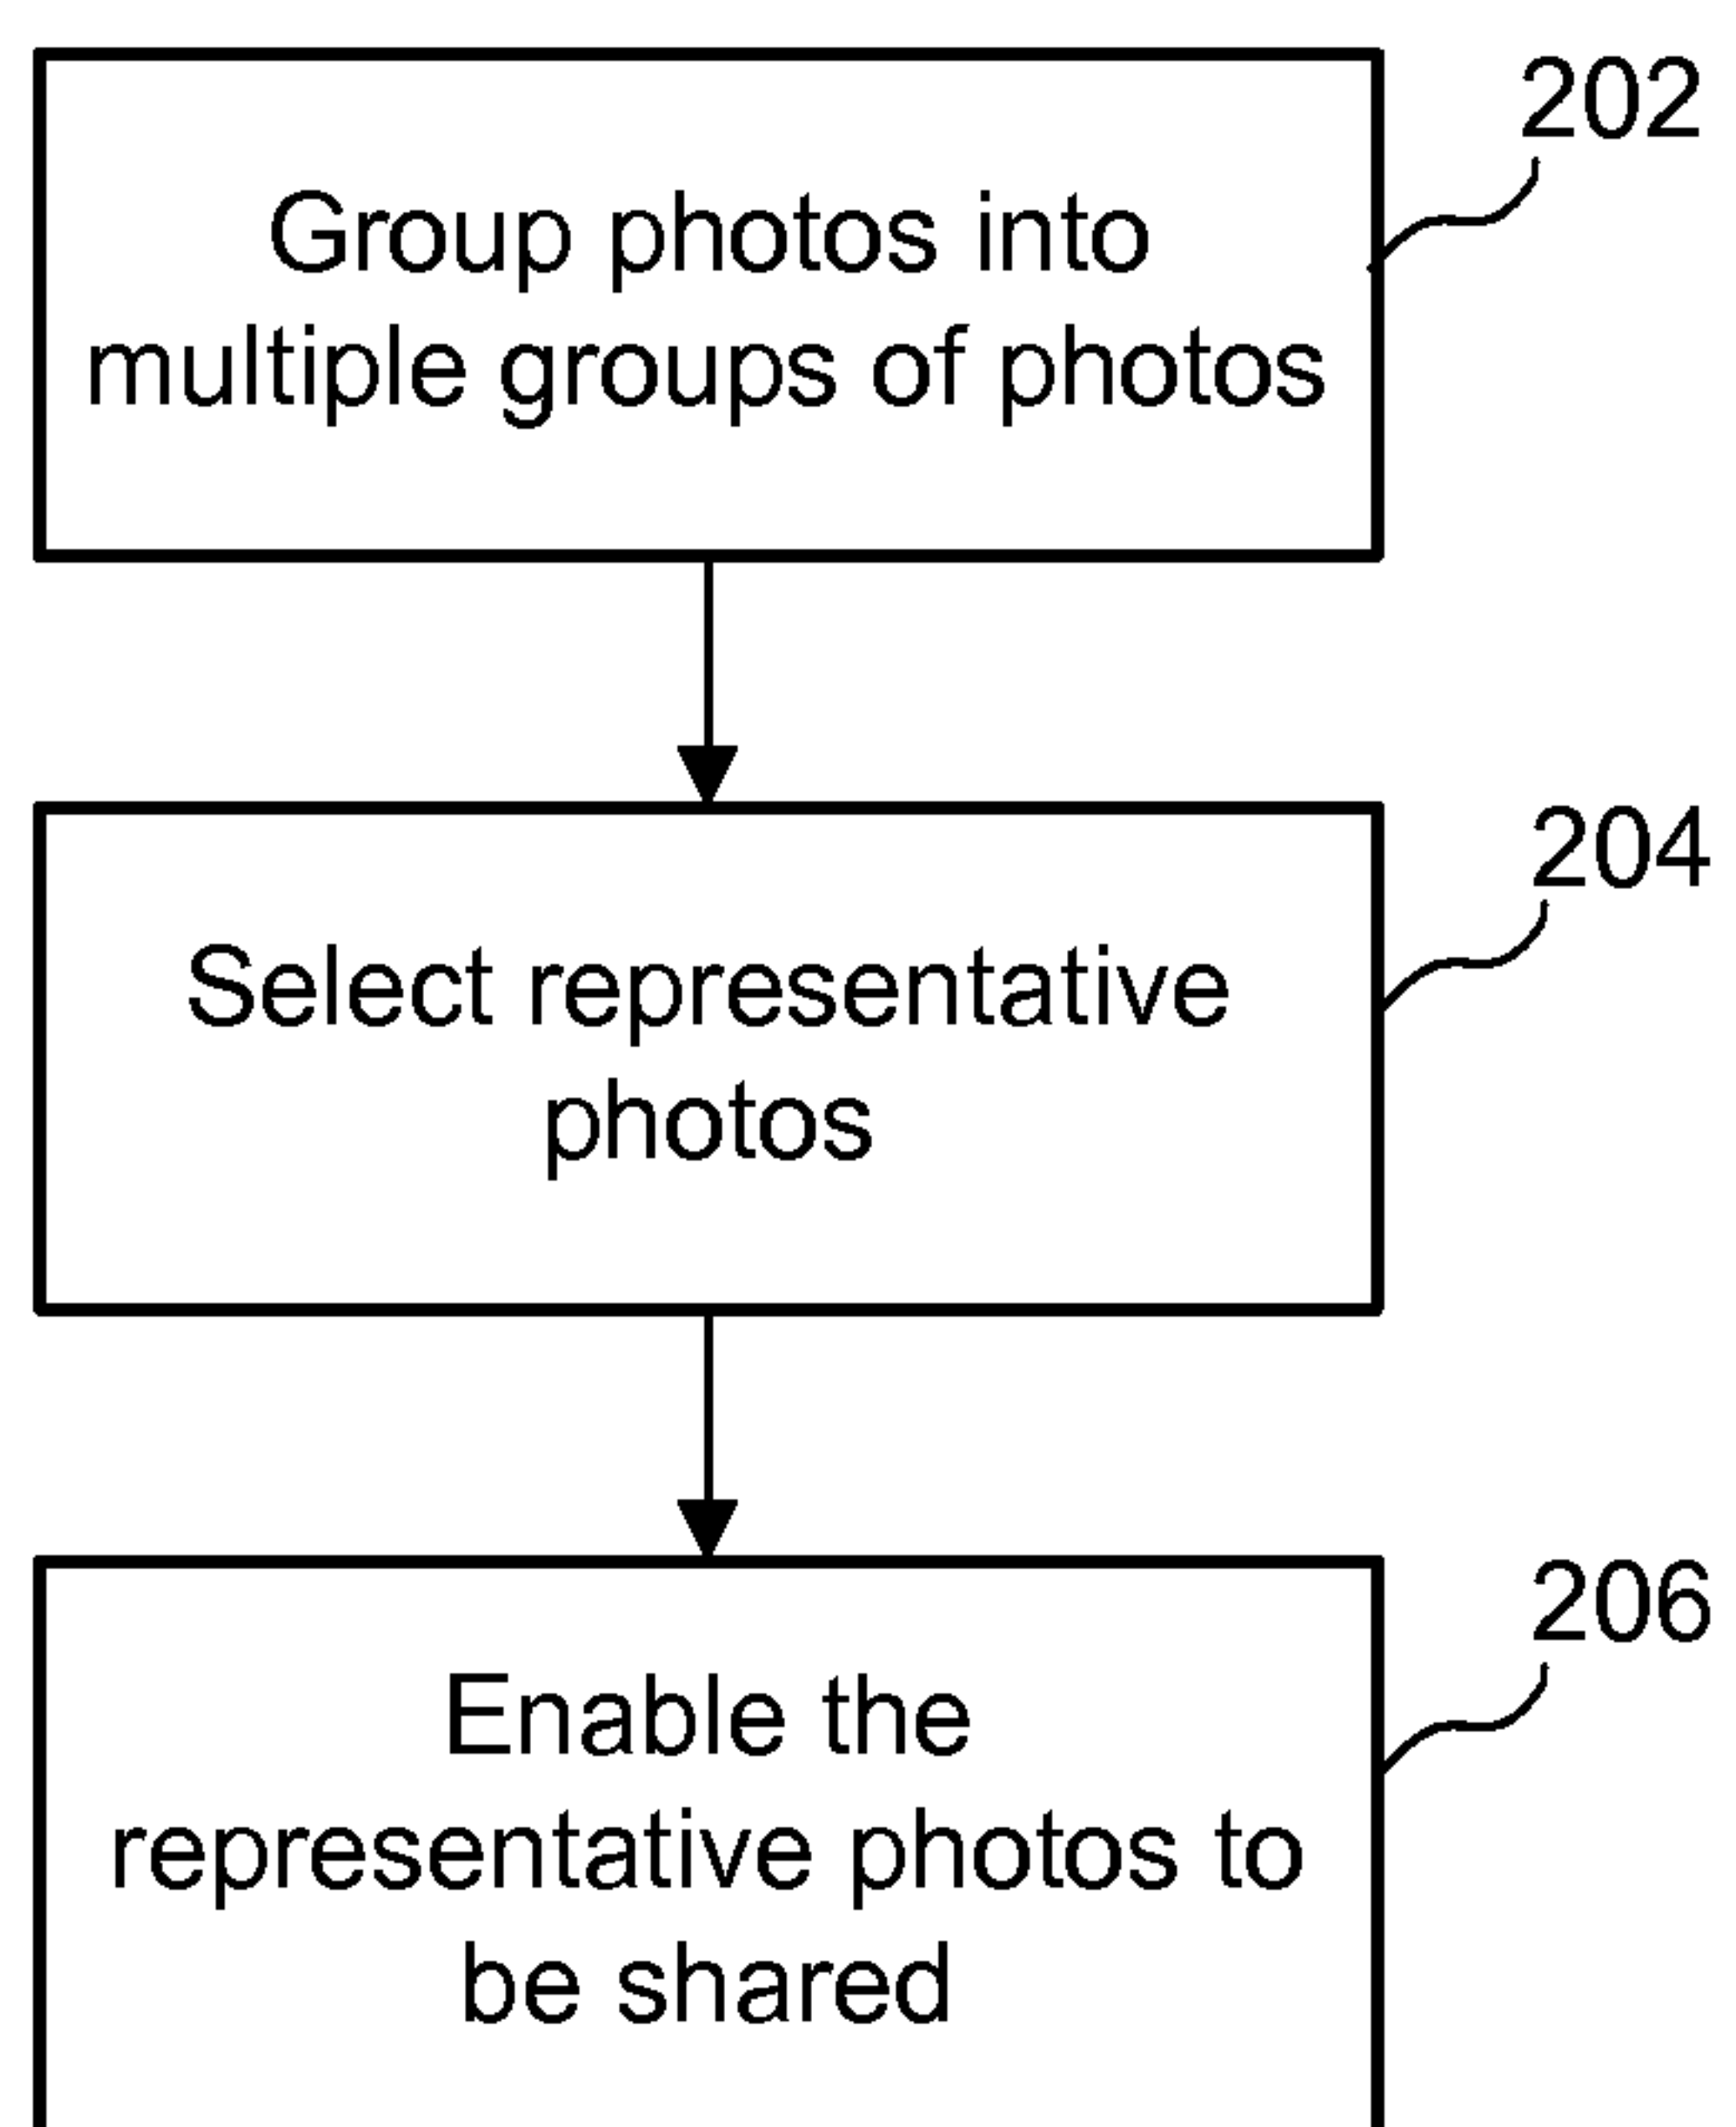 202
Group photos into
multiple groups of photos
204
Select representative
photos
206
Enable the
representative photos to
be shared